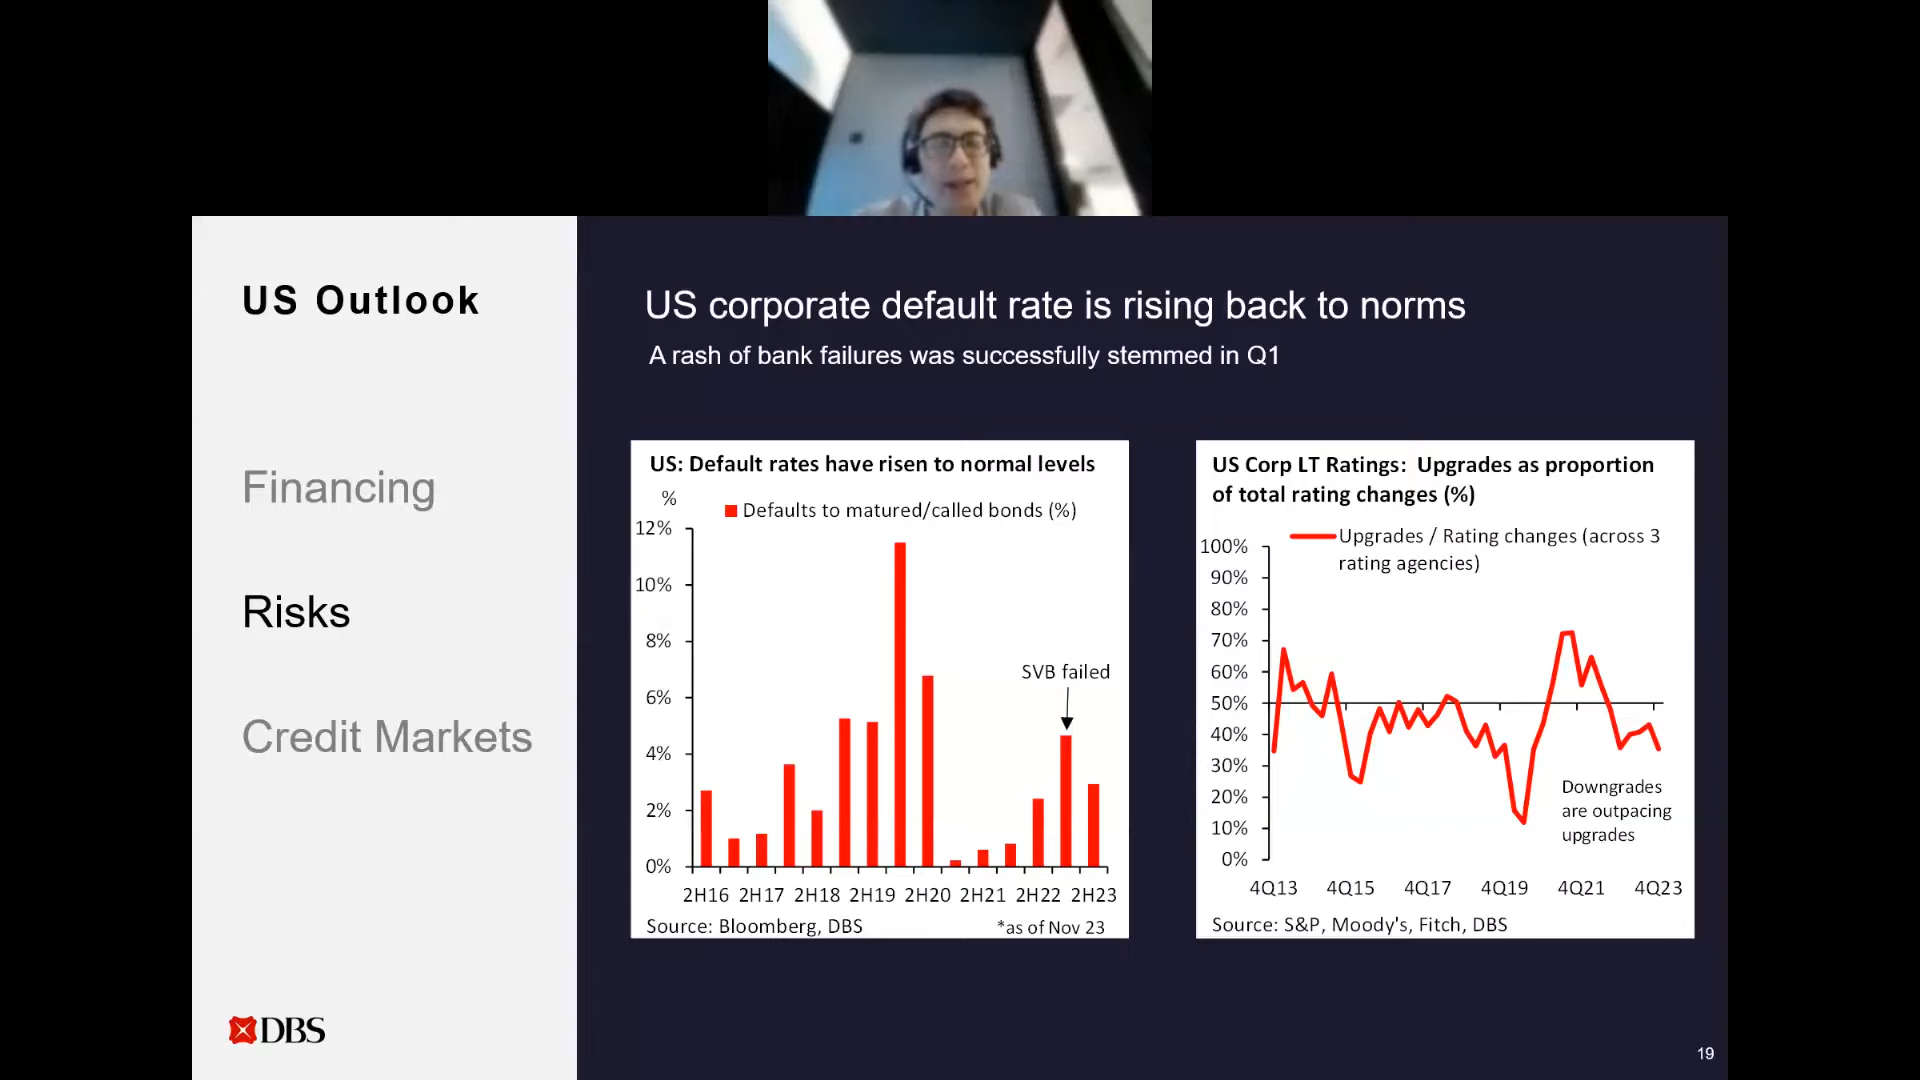 US Outlook
Financing
Risks
Credit Markets
DBS
US corporate default rate is rising back to norms
A rash of bank failures was successfully stemmed in Q1
US: Default rates have risen to normal levels
%
Defaults to matured/called bonds (%)
12%
10%
8%
6%
4%
2%
0%
SVB failed
2H16 2H17 2H18 2H19 2H20 2H21 2H22 2H23
Source: Bloomberg, DBS *as of Nov 23
US Corp LT Ratings: Upgrades as proportion
of total rating changes (%)
Upgrades / Rating changes (across 3
rating agencies)
100%
90%
80%
70%
60%
50%
40%
30%
20%
10%
0%
Downgrades
are outpacing
upgrades
4Q13 4Q15 4Q17 4Q19 4Q21 4Q23
Source: S&P, Moody's, Fitch, DBS
19